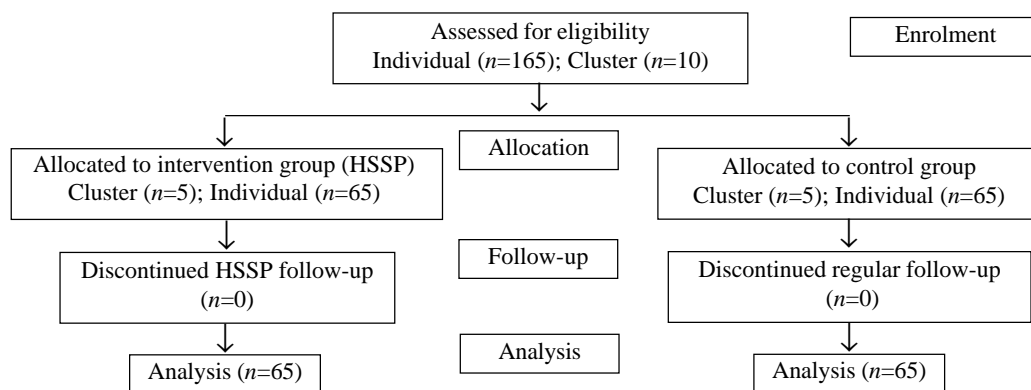 Assessed for eligibility
Individual (n=165); Cluster (n=10)
Enrolment
Allocation
Allocated to intervention group (HSSP)
Cluster (n=5); Individual (n=65)
Allocated to control group
Cluster (n=5); Individual (n=65)
Follow-up
Discontinued HSSP follow-up
(n=0)
Discontinued regular follow-up
(n=0)
Analysis
Analysis (n=65)
Analysis (n=65)